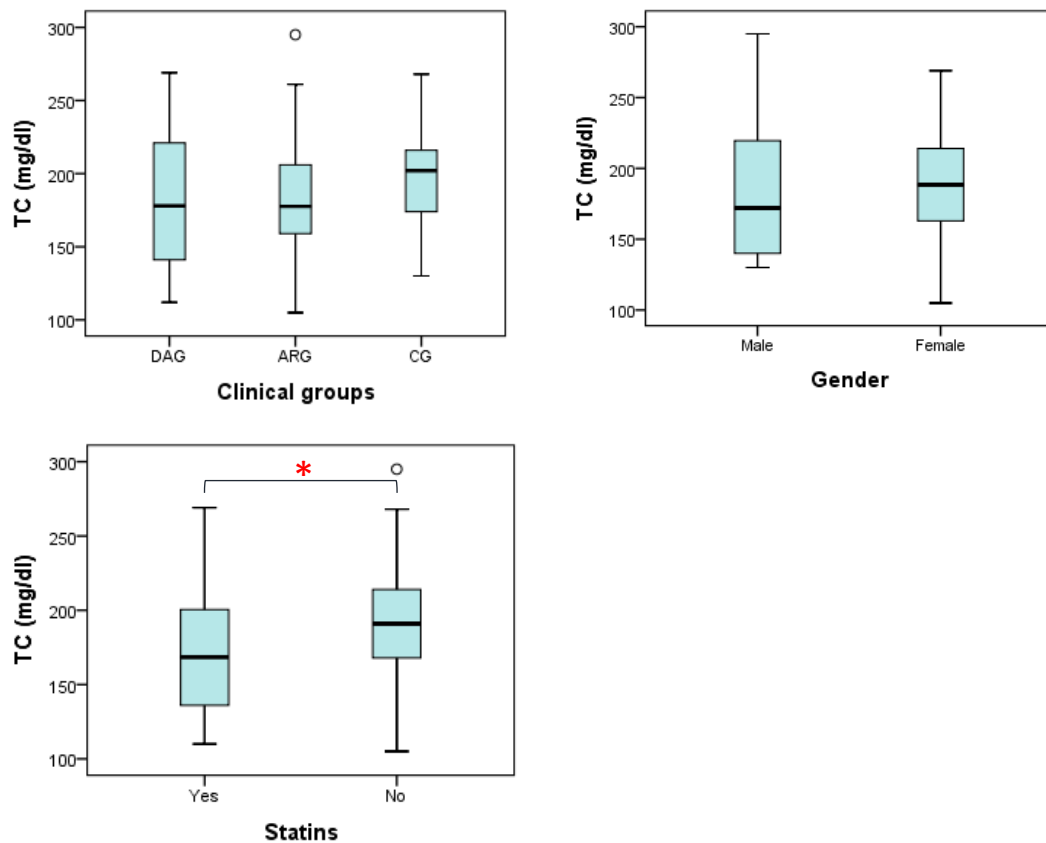 TC (mg/dl)
300
250
200
150
100
DAG ARG CG
Clinical groups
TC (mg/dl)
300
250
200
150
100
Male Female
Gender
TC (mg/dl)
300
250
200
150
100
*
Yes No
Statins